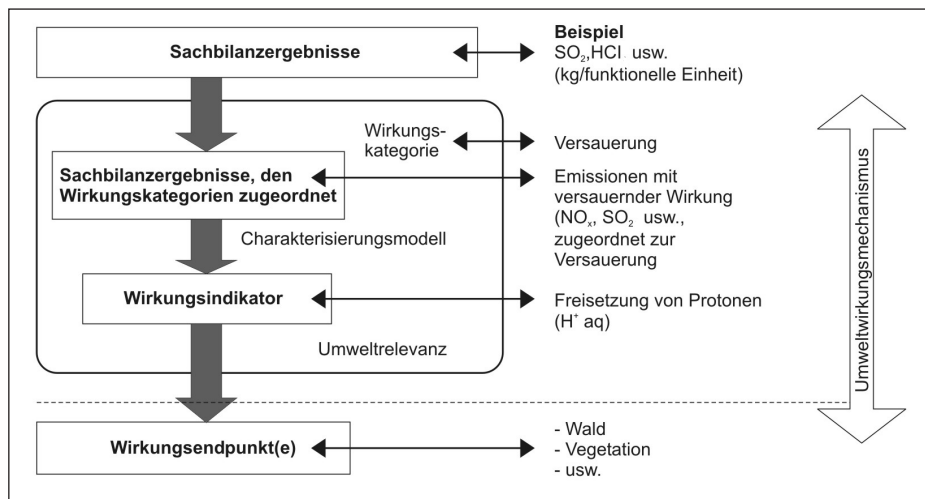 Sachbilanzergebnisse
Beispiel
SO₂,HCl usw.
(kg/funktionelle Einheit)
Wirkungs-
kategorie
Versauerung
Sachbilanzergebnisse, den
Wirkungskategorien zugeordnet
Emissionen mit
versauernder Wirkung
(NOₓ, SO₂ usw.,
zugeordnet zur
Versauerung
Charakterisierungsmodell
Wirkungsindikator
Freisetzung von Protonen
(H⁺ aq)
Umweltrelevanz
Wirkungsendpunkt(e)
- Wald
- Vegetation
- usw.
Umweltwirkungsmechanismus